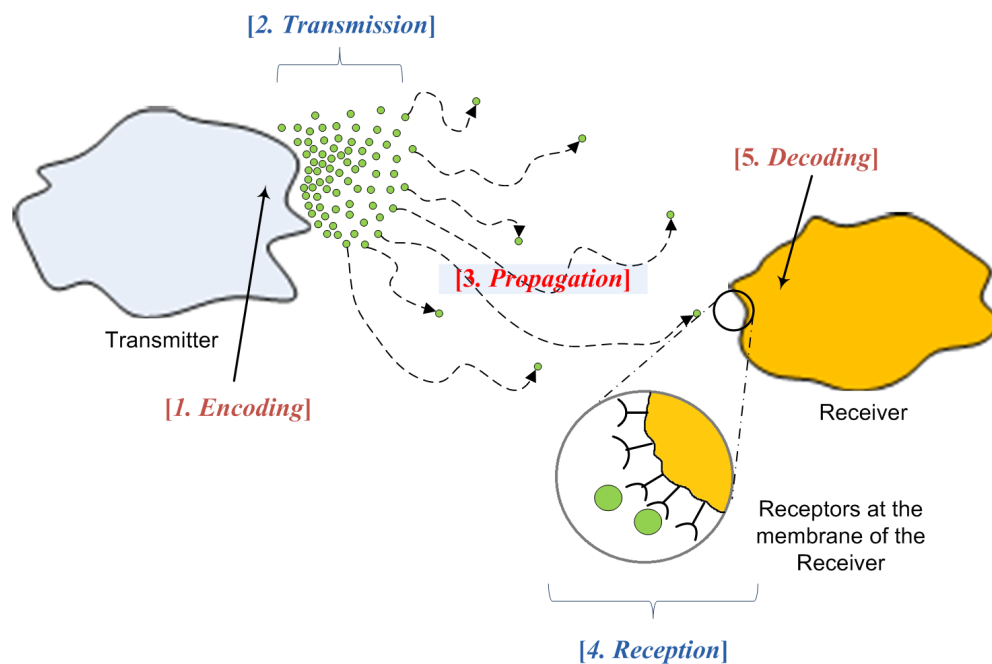 [2. Transmission]
[5. Decoding]
[3. Propagation]
Transmitter
[1. Encoding]
Receiver
Receptors at the
membrane of the
Receiver
[4. Reception]